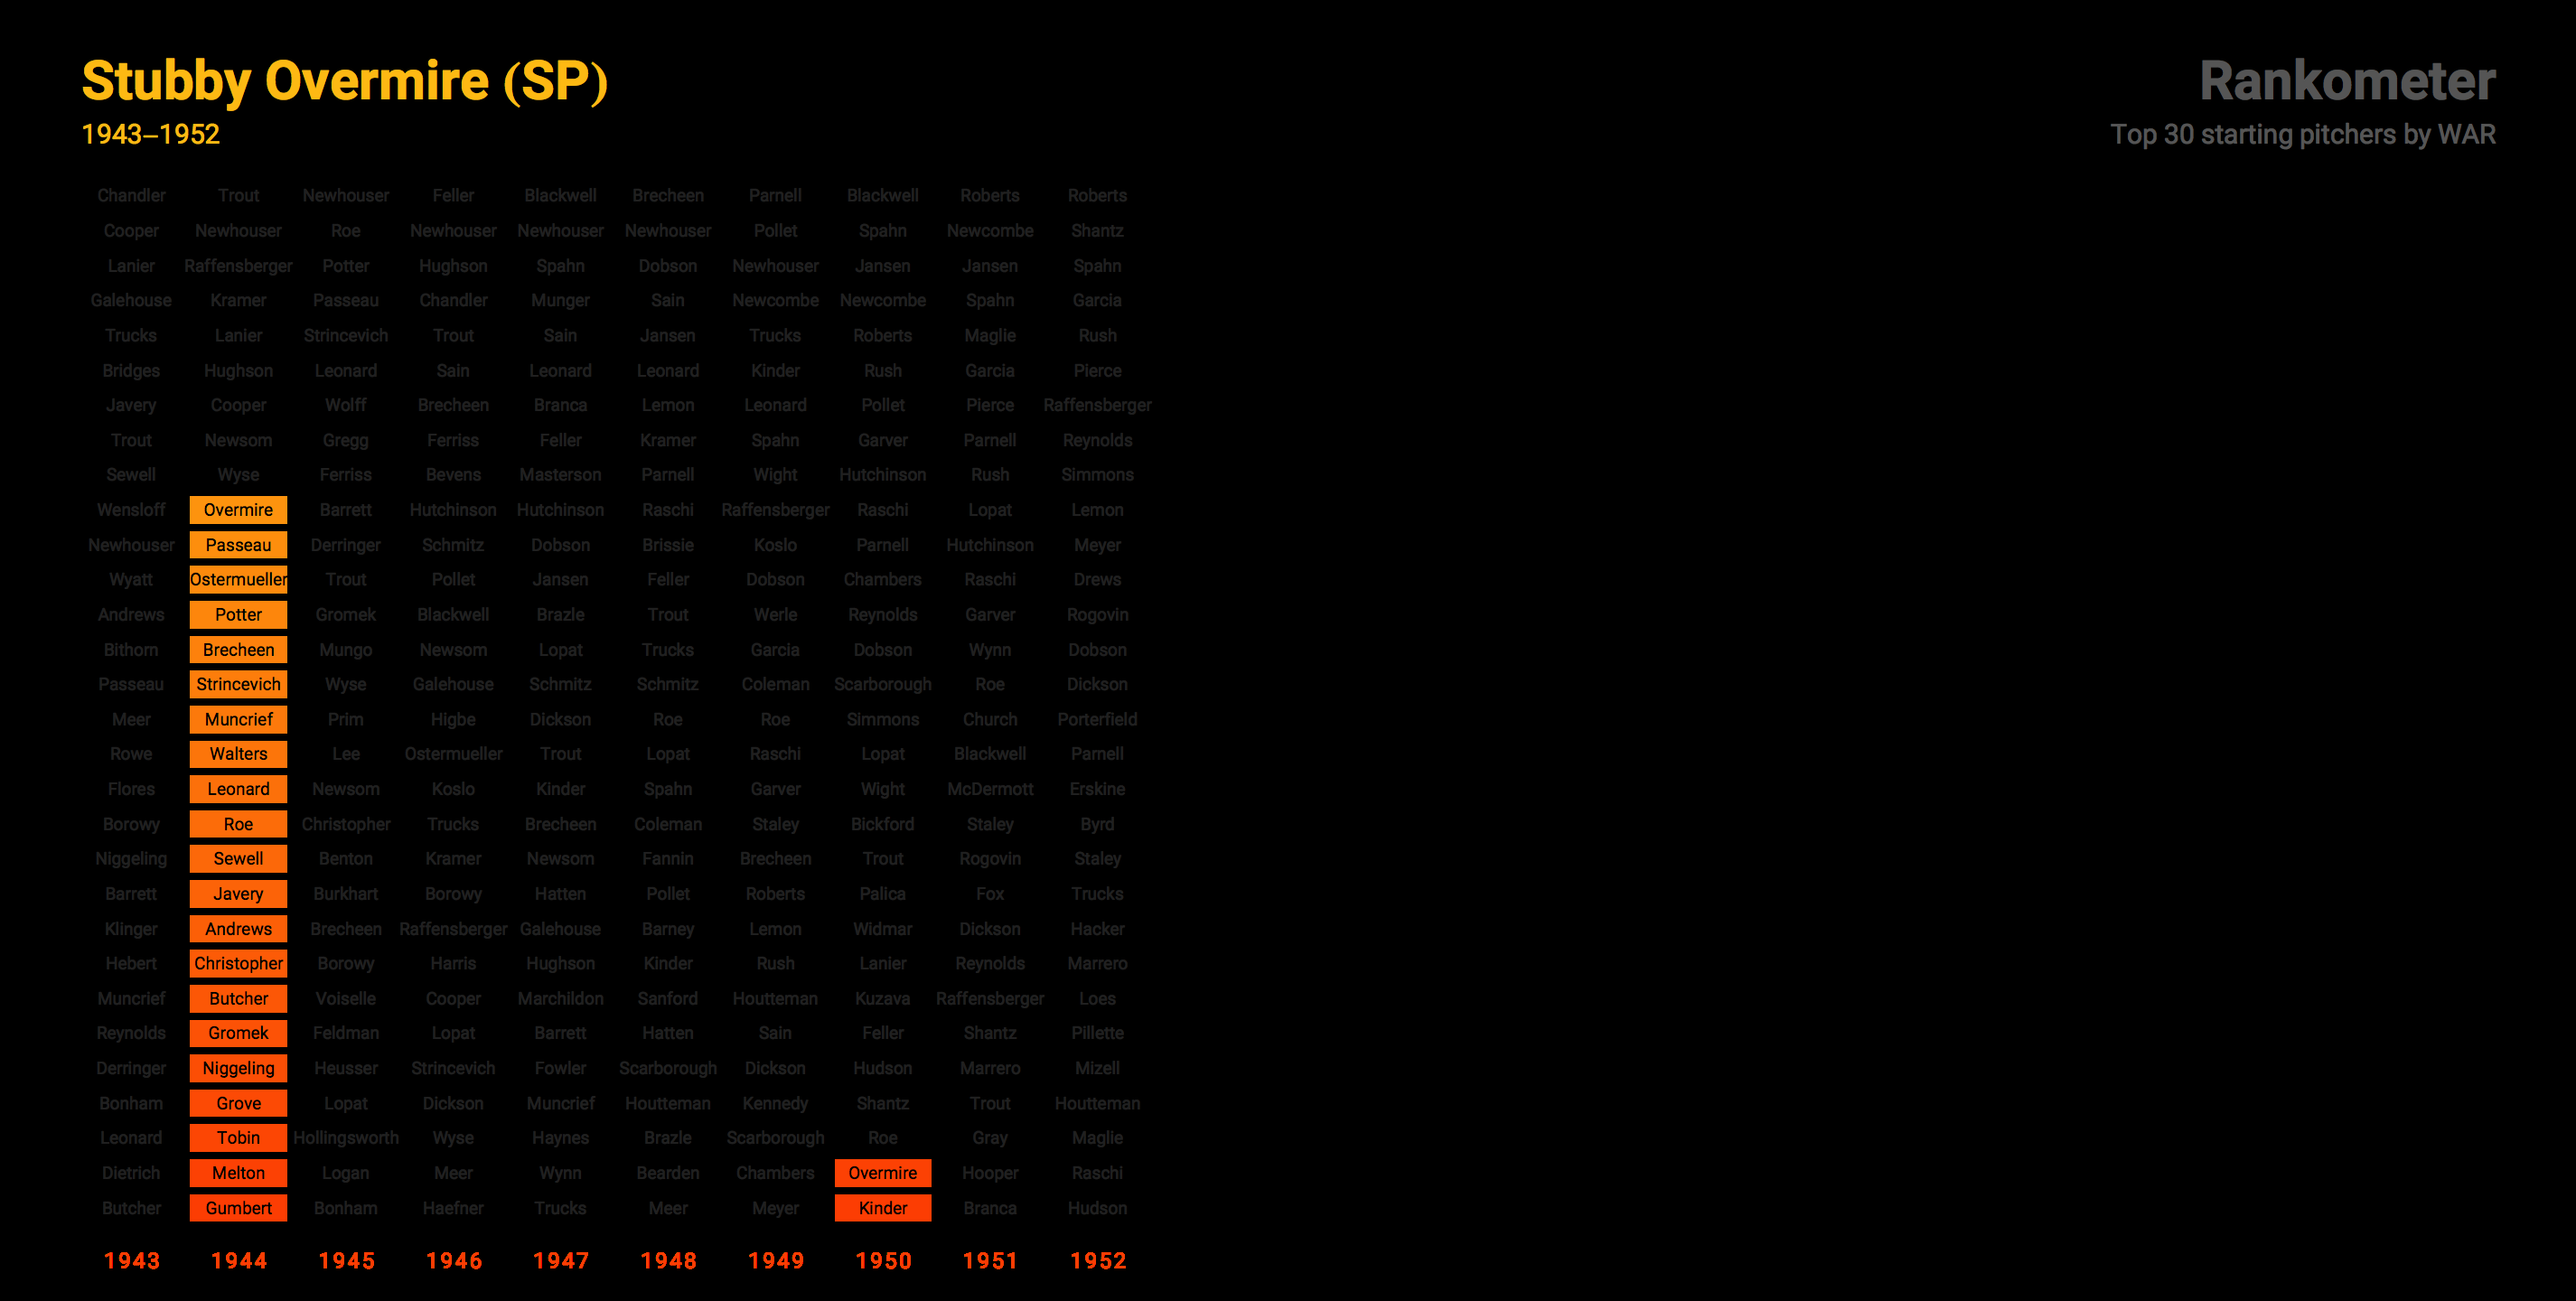 Stubby Overmire (SP)
1943–1952
Rankometer
Top 30 starting pitchers by WAR
Chandler Trout Newhouser Feller Blackwell Brecheen Parnell Blackwell Roberts Roberts
Cooper Newhouser Roe Newhouser Newhouser Newhouser Pollet Spahn Newcombe Shantz
Lanier Raffensberger Potter Hughson Spahn Dobson Newhouser Jansen Jansen Spahn
Galehouse Kramer Passeau Chandler Munger Sain Newcombe Newcombe Spahn Garcia
Trucks Lanier Strincevich Trout Sain Jansen Trucks Roberts Maglie Rush
Bridges Hughson Leonard Sain Leonard Leonard Kinder Rush Garcia Pierce
Javery Cooper Wolff Brecheen Branca Lemon Leonard Pollet Pierce Raffensberger
Trout Newsom Gregg Ferriss Feller Kramer Spahn Garver Parnell Reynolds
Sewell Wyse Ferriss Bevens Masterson Parnell Wight Hutchinson Rush Simmons
Wensloff Overmire Barrett Hutchinson Hutchinson Raschi Raffensberger Raschi Lopat Lemon
Newhouser Passeau Derringer Schmitz Dobson Brissie Koslo Parnell Hutchinson Meyer
Wyatt Ostermueller Trout Pollet Jansen Feller Dobson Chambers Raschi Drews
Andrews Potter Gromek Blackwell Brazle Trout Werle Reynolds Garver Rogovin
Bithorn Brecheen Mungo Newsom Lopat Trucks Garcia Dobson Wynn Dobson
Passeau Strincevich Wyse Galehouse Schmitz Schmitz Coleman Scarborough Roe Dickson
Meer Muncrief Prim Higbe Dickson Roe Roe Simmons Church Porterfield
Rowe Walters Lee Ostermueller Trout Lopat Raschi Lopat Blackwell Parnell
Flores Leonard Newsom Koslo Kinder Spahn Garver Wight McDermott Erskine
Borowy Roe Christopher Trucks Brecheen Coleman Staley Bickford Staley Byrd
Niggeling Sewell Benton Kramer Newsom Fannin Brecheen Trout Rogovin Staley
Barrett Javery Burkhart Borowy Hatten Pollet Roberts Palica Fox Trucks
Klinger Andrews Brecheen Raffensberger Galehouse Barney Lemon Widmar Dickson Hacker
Hebert Christopher Borowy Harris Hughson Kinder Rush Lanier Reynolds Marrero
Muncrief Butcher Voiselle Cooper Marchildon Sanford Houtteman Kuzava Raffensberger Loes
Reynolds Gromek Feldman Lopat Barrett Hatten Sain Feller Shantz Pillette
Derringer Niggeling Heusser Strincevich Fowler Scarborough Dickson Hudson Marrero Mizell
Bonham Grove Lopat Dickson Muncrief Houtteman Kennedy Shantz Trout Houtteman
Leonard Tobin Hollingsworth Wyse Haynes Brazle Scarborough Roe Gray Maglie
Dietrich Melton Logan Meer Wynn Bearden Chambers Overmire Hooper Raschi
Butcher Gumbert Bonham Haefner Trucks Meer Meyer Kinder Branca Hudson
1943 1944 1945 1946 1947 1948 1949 1950 1951 1952